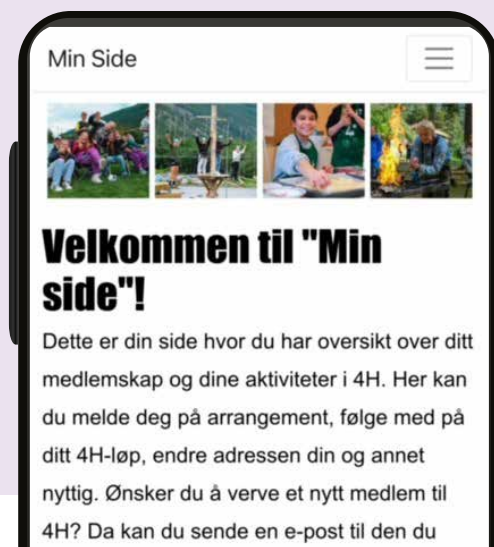 Min Side
Velkommen til "Min
side"!
Dette er din side hvor du har oversikt over ditt
medlemskap og dine aktiviteter i 4H. Her kan
du melde deg på arrangement, følge med på
ditt 4H-løp, endre adressen din og annet
nyttig. Ønsker du å verve et nytt medlem til
4H? Da kan du sende en e-post til den du